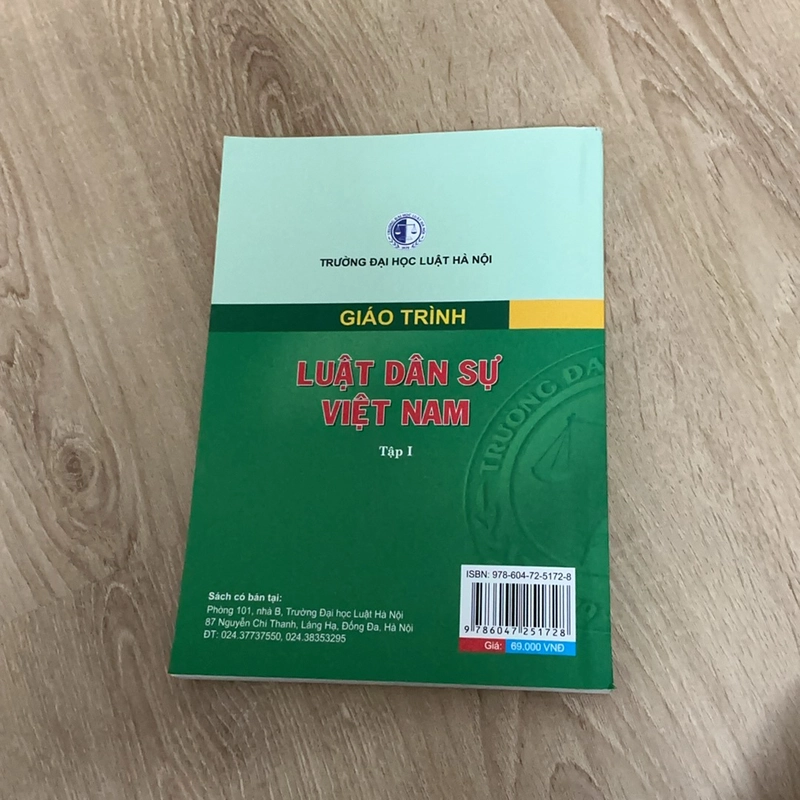 TRƯỜNG ĐẠI HỌC LUẬT HÀ NỘI
GIÁO TRÌNH
LUẬT DÂN SỰ
VIỆT NAM
Tập I
TRƯỜNG ĐẠ
Sách có bán tại:
Phòng 101, nhà B, Trường Đại học Luật Hà Nội
87 Nguyễn Chí Thanh, Láng Hạ, Đống Đa, Hà Nội
ĐT: 024.37737550, 024.38353295
ISBN: 978-604-72-5172-8
9 786047 251728
Giá: 69.000 VNĐ